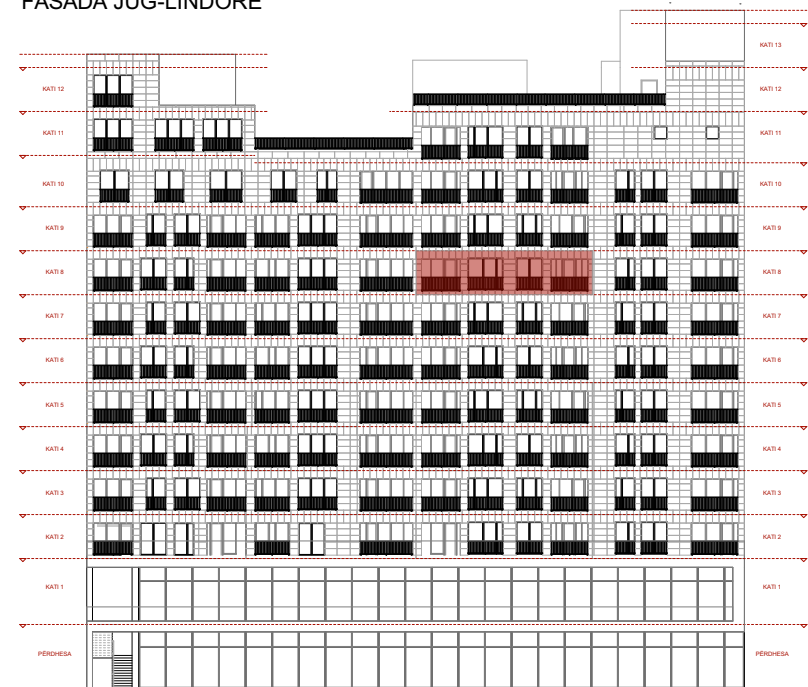 FASADA JUG-LINDORE
KATI 13
KATI 12
KATI 12
KATI 11
KATI 11
KATI 10
KATI 10
KATI 9
KATI 9
KATI 8
KATI 8
KATI 7
KATI 7
KATI 6
KATI 6
KATI 5
KATI 5
KATI 4
KATI 4
KATI 3
KATI 3
KATI 2
KATI 2
KATI 1
KATI 1
PËRDHESA
PËRDHESA